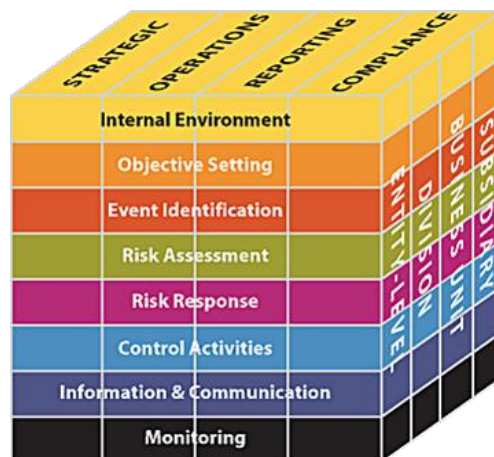 STRATEGIC
OPERATIONS
REPORTING
COMPLIANCE
Internal Environment
Objective Setting
Event Identification
Risk Assessment
Risk Response
Control Activities
Information & Communication
Monitoring
ENTITY-LEVEL
DIVISION
BUSINESS UNIT
SUBSIDIARY